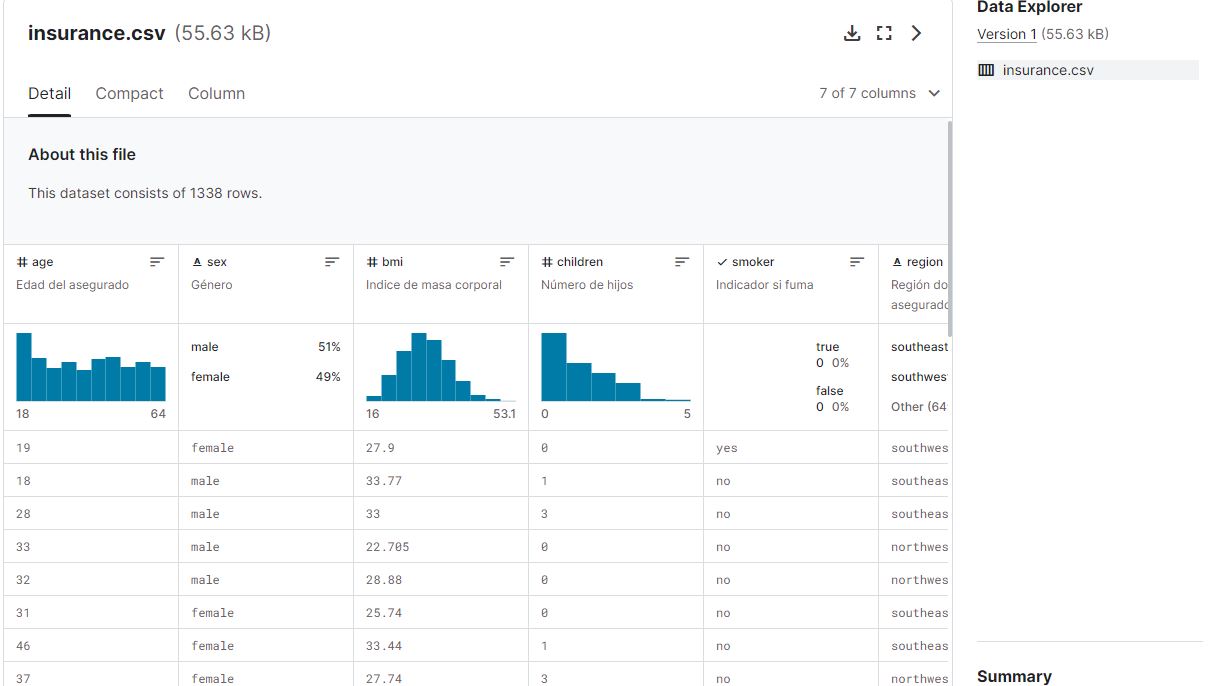 insurance.csv (55.63 kB)
Detail Compact Column 7 of 7 columns
About this file
This dataset consists of 1338 rows.
age sex bmi children smoker region
Edad del asegurado Género Indice de masa corporal Número de hijos Indicador si fuma Región do
asegurado
male 51% true southeast
0 0%
female 49% southwes
false
18 64 16 53.1 0 5 0 0% Other (64
19 female 27.9 0 yes southwes
18 male 33.77 1 no southeas
28 male 33 3 no southeas
33 male 22.705 0 no northwes
32 male 28.88 0 no northwes
31 female 25.74 0 no southeas
46 female 33.44 1 no southeas
37 female 27.74 3 no northwes
Data Explorer
Version 1 (55.63 kB)
insurance.csv
Summary